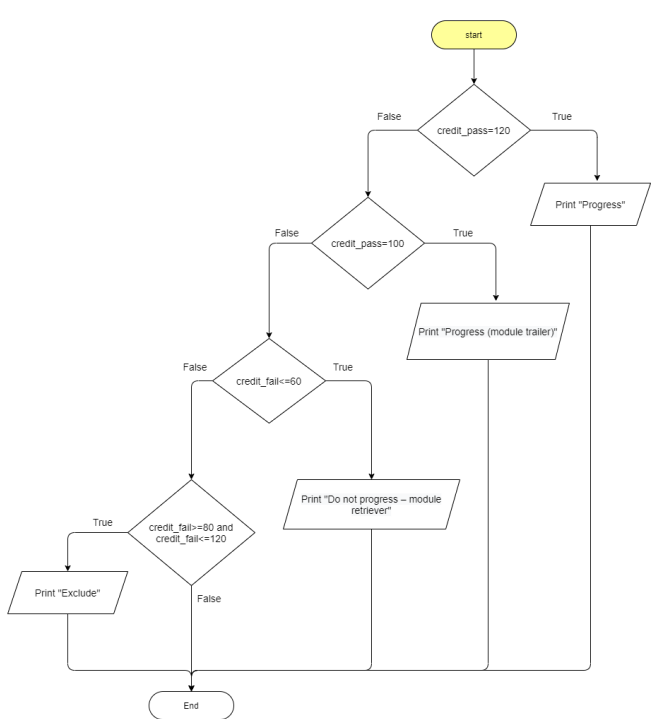 start
False
True
credit_pass=120
Print "Progress"
False
True
credit_pass=100
Print "Progress (module trailer)"
False
True
credit_fail<=60
Print "Do not progress – module
retriever"
True
credit_fail>=80 and
credit_fail<=120
Print "Exclude"
False
End